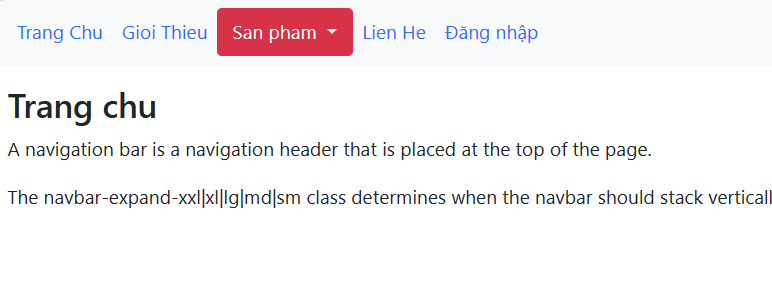 Trang Chu Gioi Thieu San pham Lien He Đăng nhập
Trang chu
A navigation bar is a navigation header that is placed at the top of the page.
The navbar-expand-xxl|xl|lg|md|sm class determines when the navbar should stack verticall